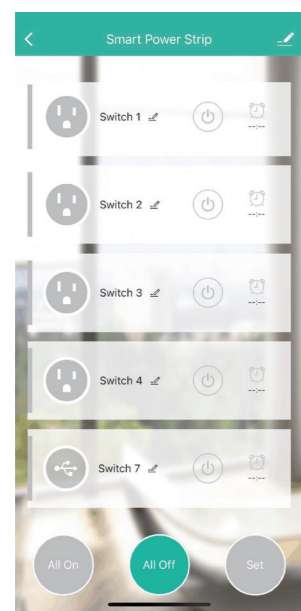 Smart Power Strip
Switch 1
--:--
Switch 2
--:--
Switch 3
--:--
Switch 4
--:--
Switch 7
--:--
All On
All Off
Set